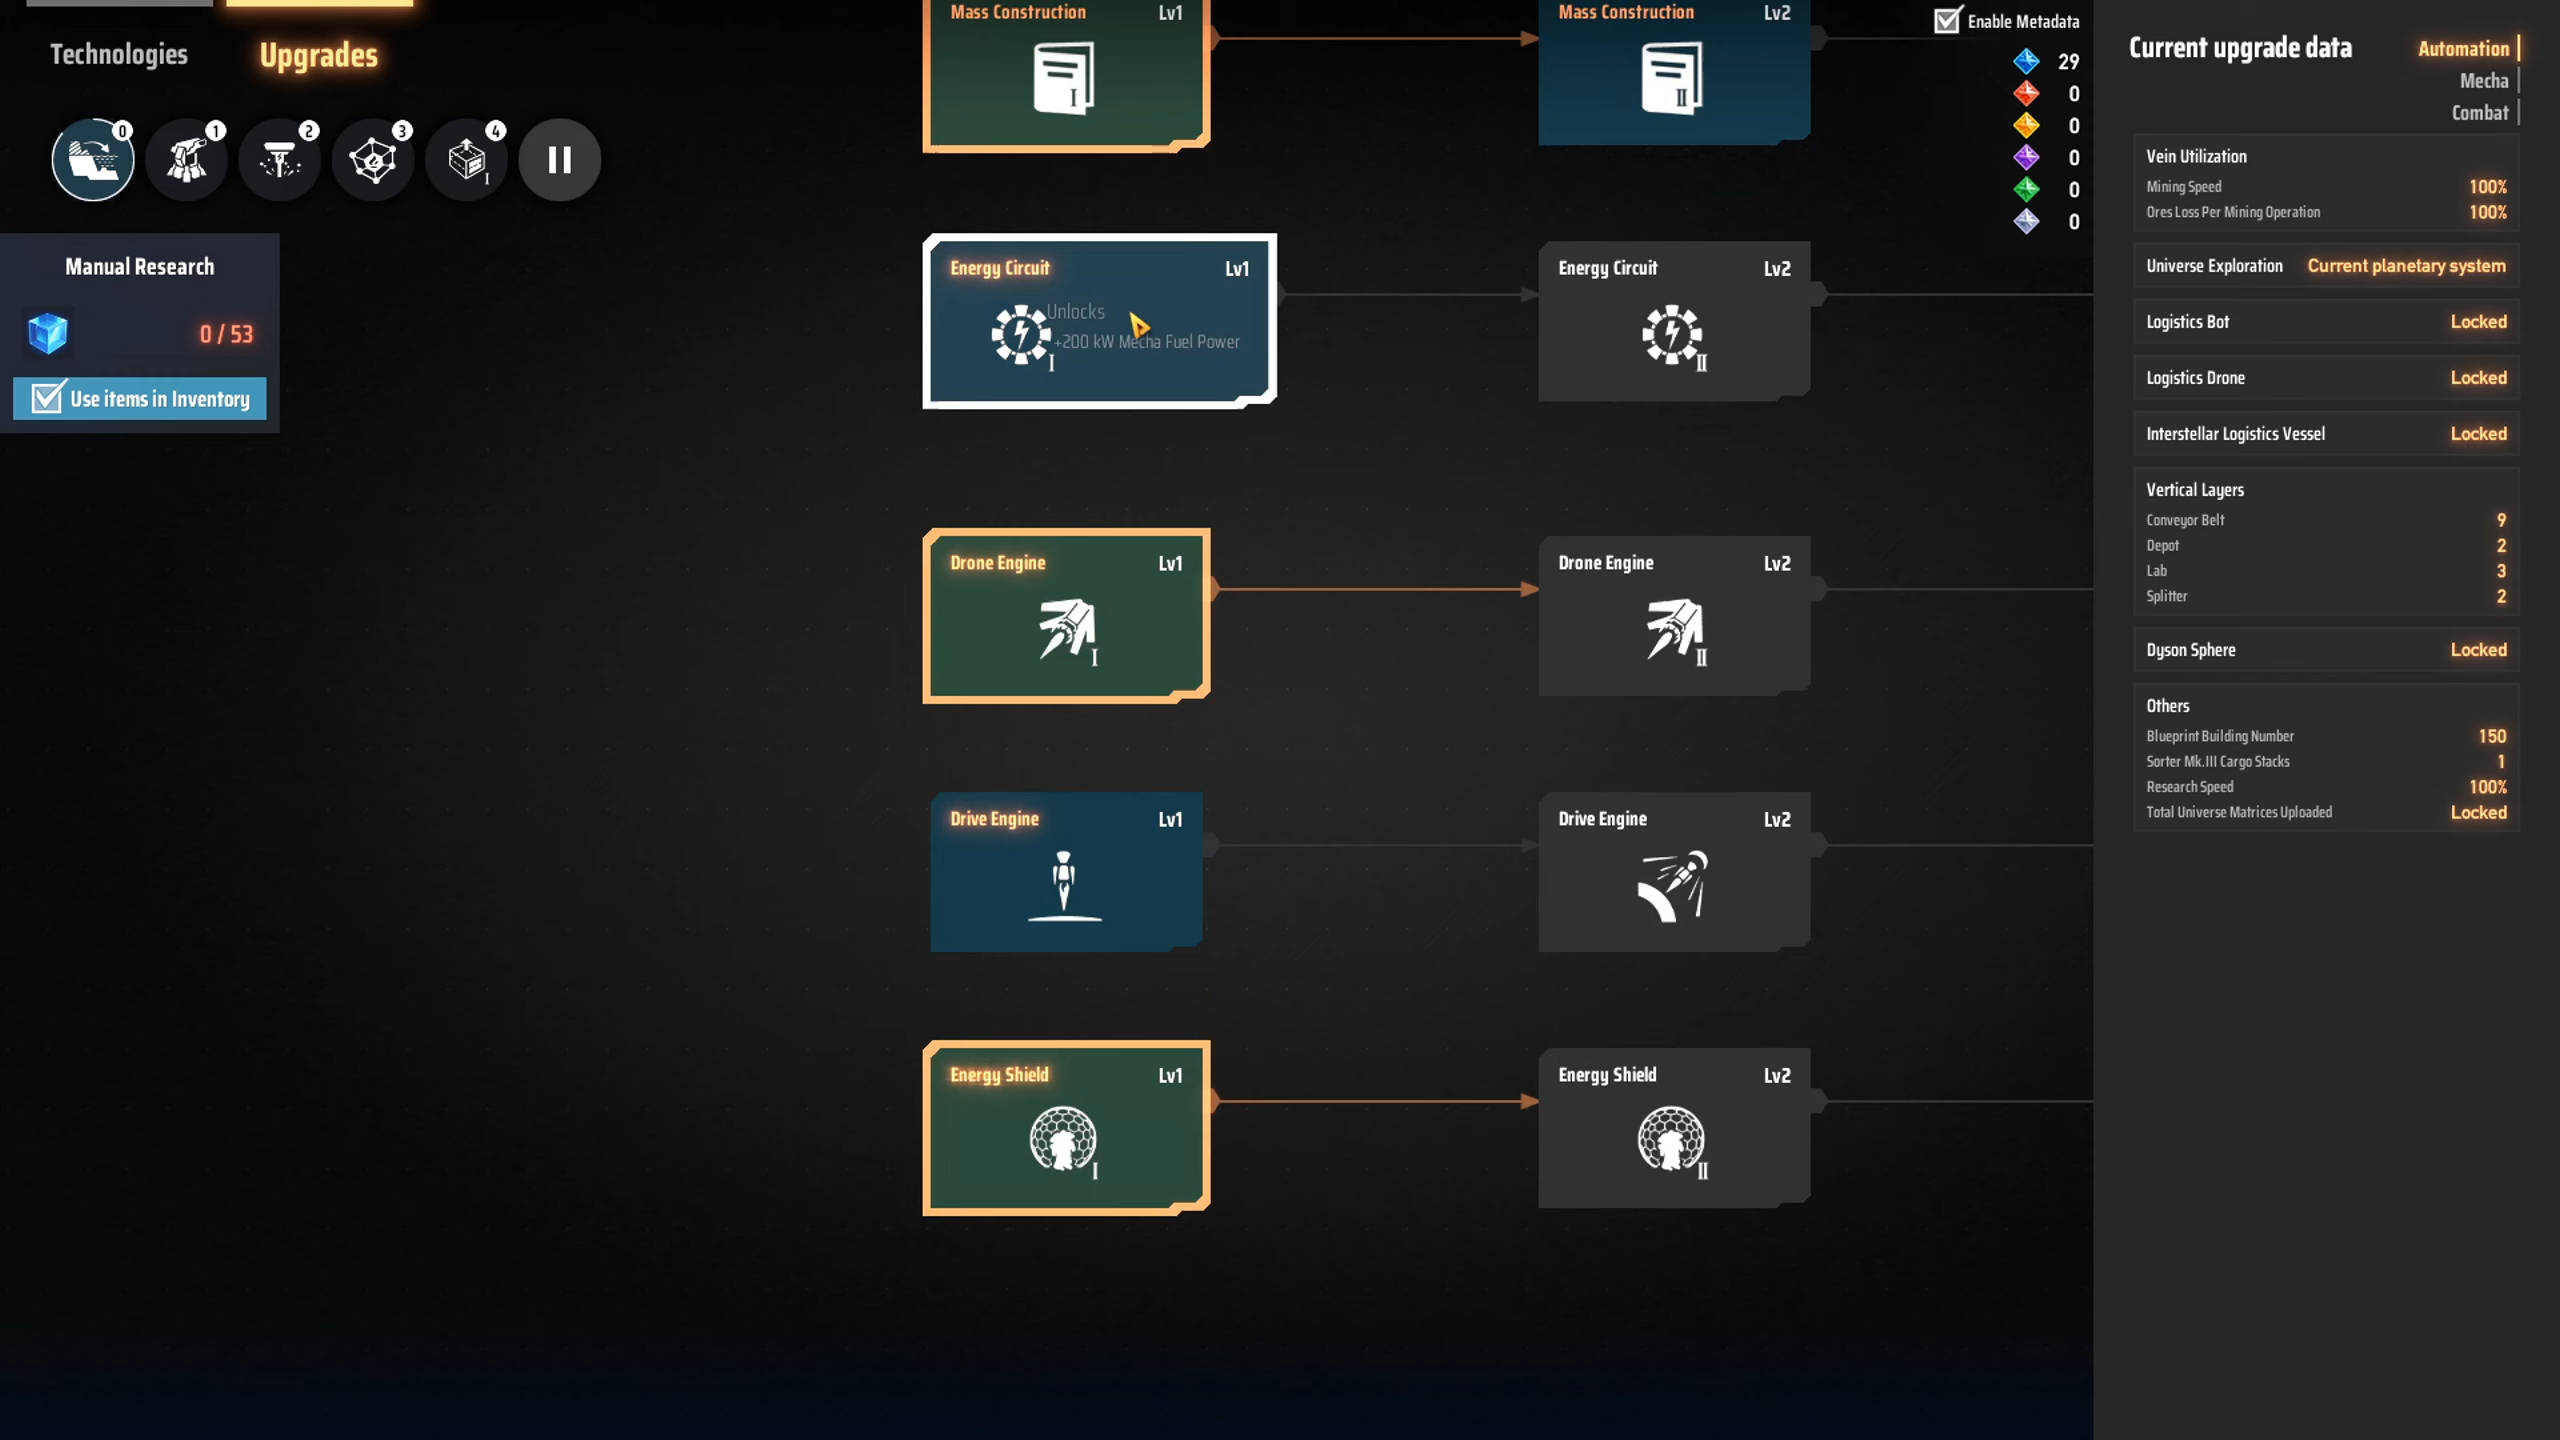 Technologies
Upgrades
0
1
2
3
4
I
Manual Research
0 / 53
Use items in Inventory
Mass Construction Lv1
I
Mass Construction Lv2
II
Energy Circuit Lv1
Unlocks
+200 kW Mecha Fuel Power
I
Energy Circuit Lv2
II
Drone Engine Lv1
I
Drone Engine Lv2
II
Drive Engine Lv1
Drive Engine Lv2
Energy Shield Lv1
I
Energy Shield Lv2
II
Enable Metadata
29
0
0
0
0
0
Current upgrade data
Automation
Mecha
Combat
Vein Utilization
Mining Speed 100%
Ores Loss Per Mining Operation 100%
Universe Exploration Current planetary system
Logistics Bot Locked
Logistics Drone Locked
Interstellar Logistics Vessel Locked
Vertical Layers
Conveyor Belt 9
Depot 2
Lab 3
Splitter 2
Dyson Sphere Locked
Others
Blueprint Building Number 150
Sorter Mk.III Cargo Stacks 1
Research Speed 100%
Total Universe Matrices Uploaded Locked